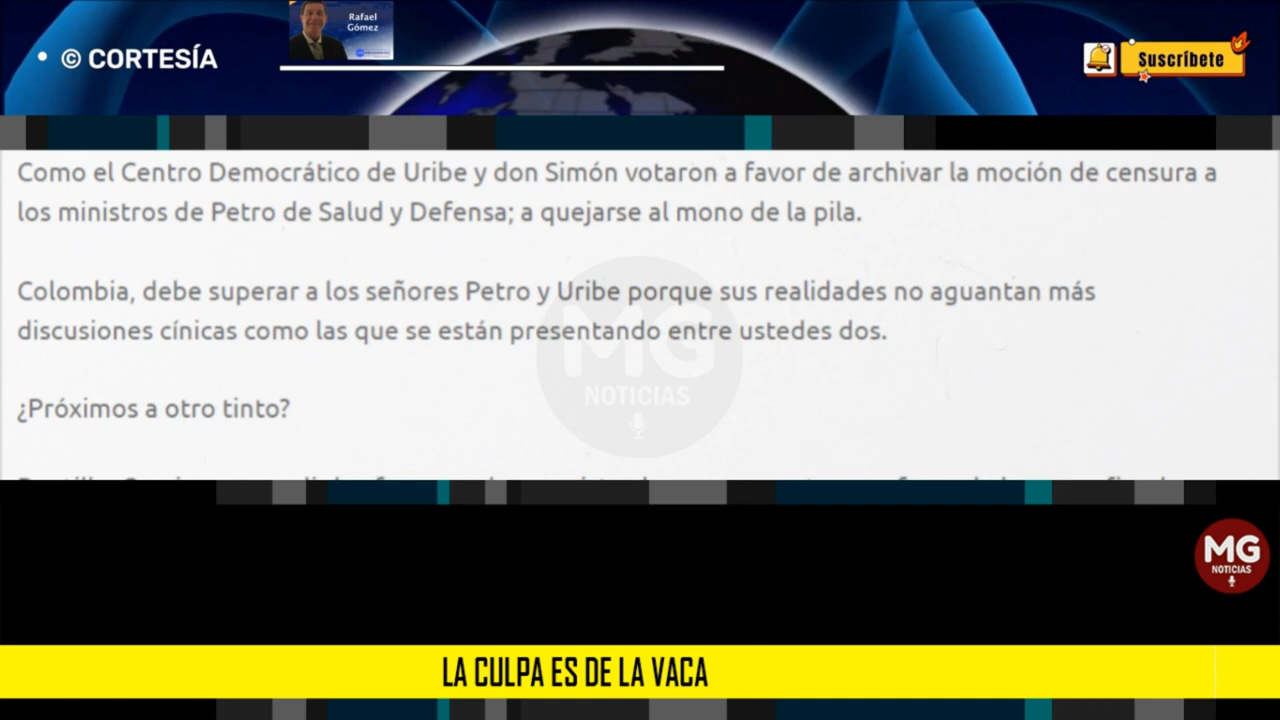 Rafael
Gómez
• © CORTESÍA
Suscríbete
Como el Centro Democrático de Uribe y don Simón votaron a favor de archivar la moción de censura a
los ministros de Petro de Salud y Defensa; a quejarse al mono de la pila.
Colombia, debe superar a los señores Petro y Uribe porque sus realidades no aguantan más
discusiones cínicas como las que se están presentando entre ustedes dos.
MG
NOTICIAS
¿Próximos a otro tinto?
MG
NOTICIAS
LA CULPA ES DE LA VACA